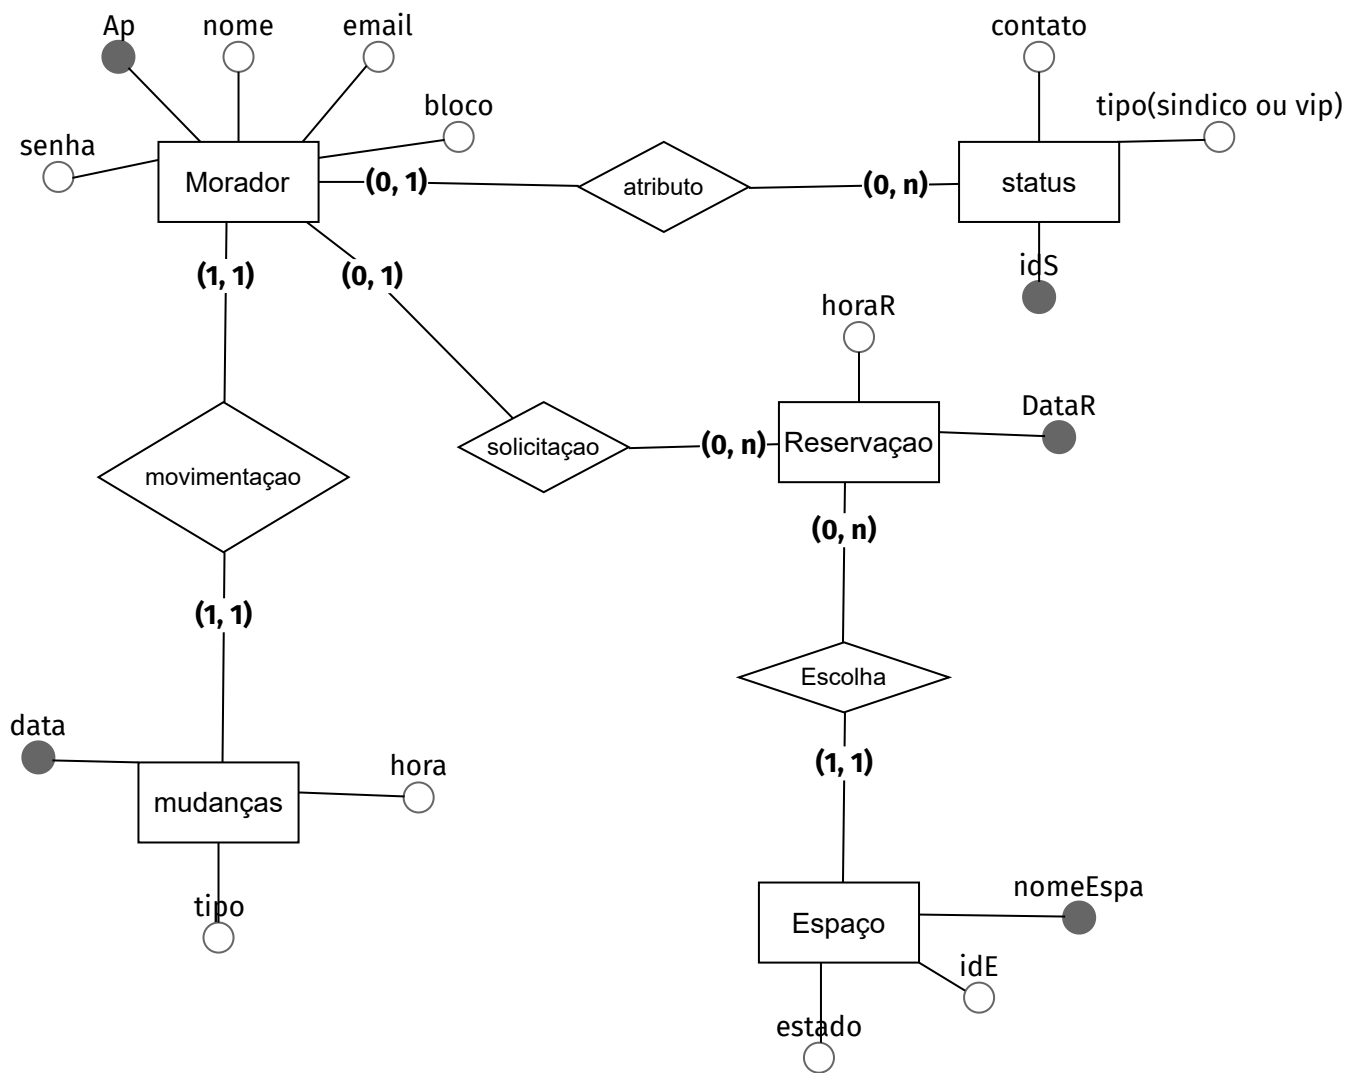 Ap
nome
email
contato
bloco
tipo(sindico ou vip)
senha
Morador
(0, 1)
atributo
(0, n)
status
(1, 1)
(0, 1)
idS
horaR
DataR
movimentaçao
solicitaçao
(0, n)
Reservaçao
(0, n)
(1, 1)
Escolha
data
(1, 1)
hora
mudanças
tipo
nomeEspa
Espaço
idE
estado